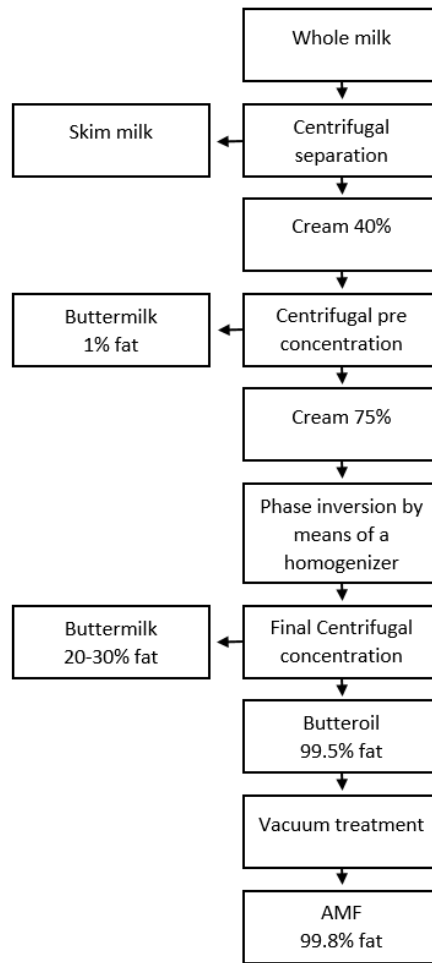 Whole milk
Skim milk
Centrifugal
separation
Cream 40%
Buttermilk
1% fat
Centrifugal pre
concentration
Cream 75%
Phase inversion by
means of a
homogenizer
Buttermilk
20-30% fat
Final Centrifugal
concentration
Butteroil
99.5% fat
Vacuum treatment
AMF
99.8% fat